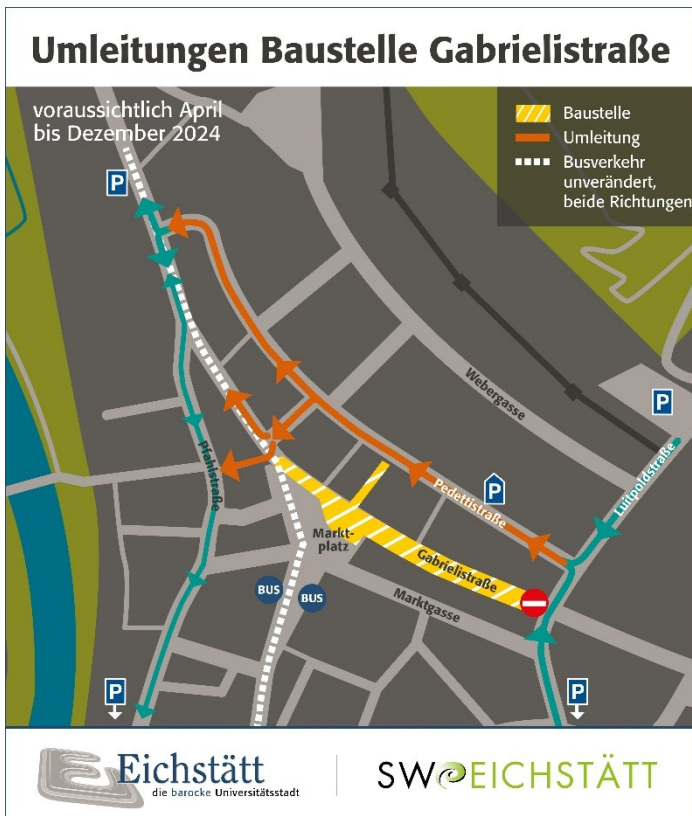 Umleitungen Baustelle Gabrielistraße
voraussichtlich April
bis Dezember 2024
Baustelle
Umleitung
Busverkehr
unverändert,
beide Richtungen
P
Webergasse
P
Luitpoldstraße
Pfahlstraße
P
Pedettistraße
Markt-
platz
Gabrielistraße
BUS
BUS
Marktgasse
P
P
Eichstätt
die barocke Universitätsstadt
SW EICHSTÄTT